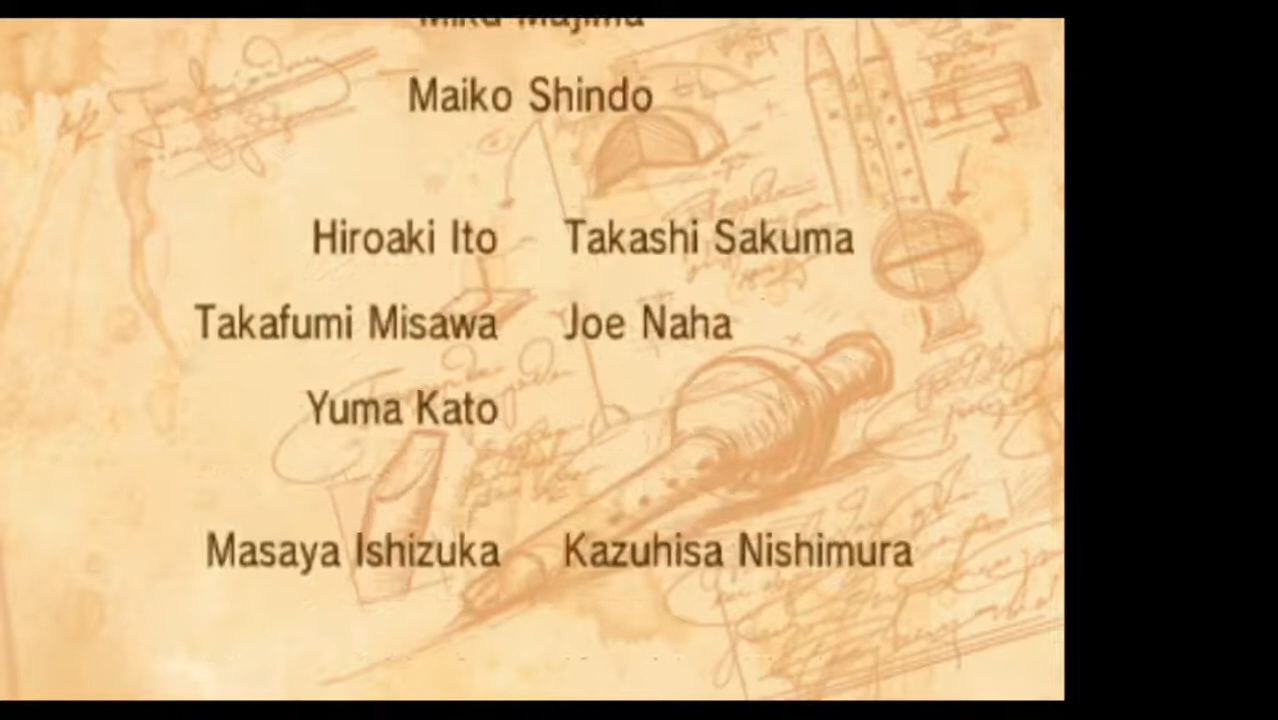 Maiko Shindo
Hiroaki Ito Takashi Sakuma
Takafumi Misawa Joe Naha
Yuma Kato
Masaya Ishizuka Kazuhisa Nishimura